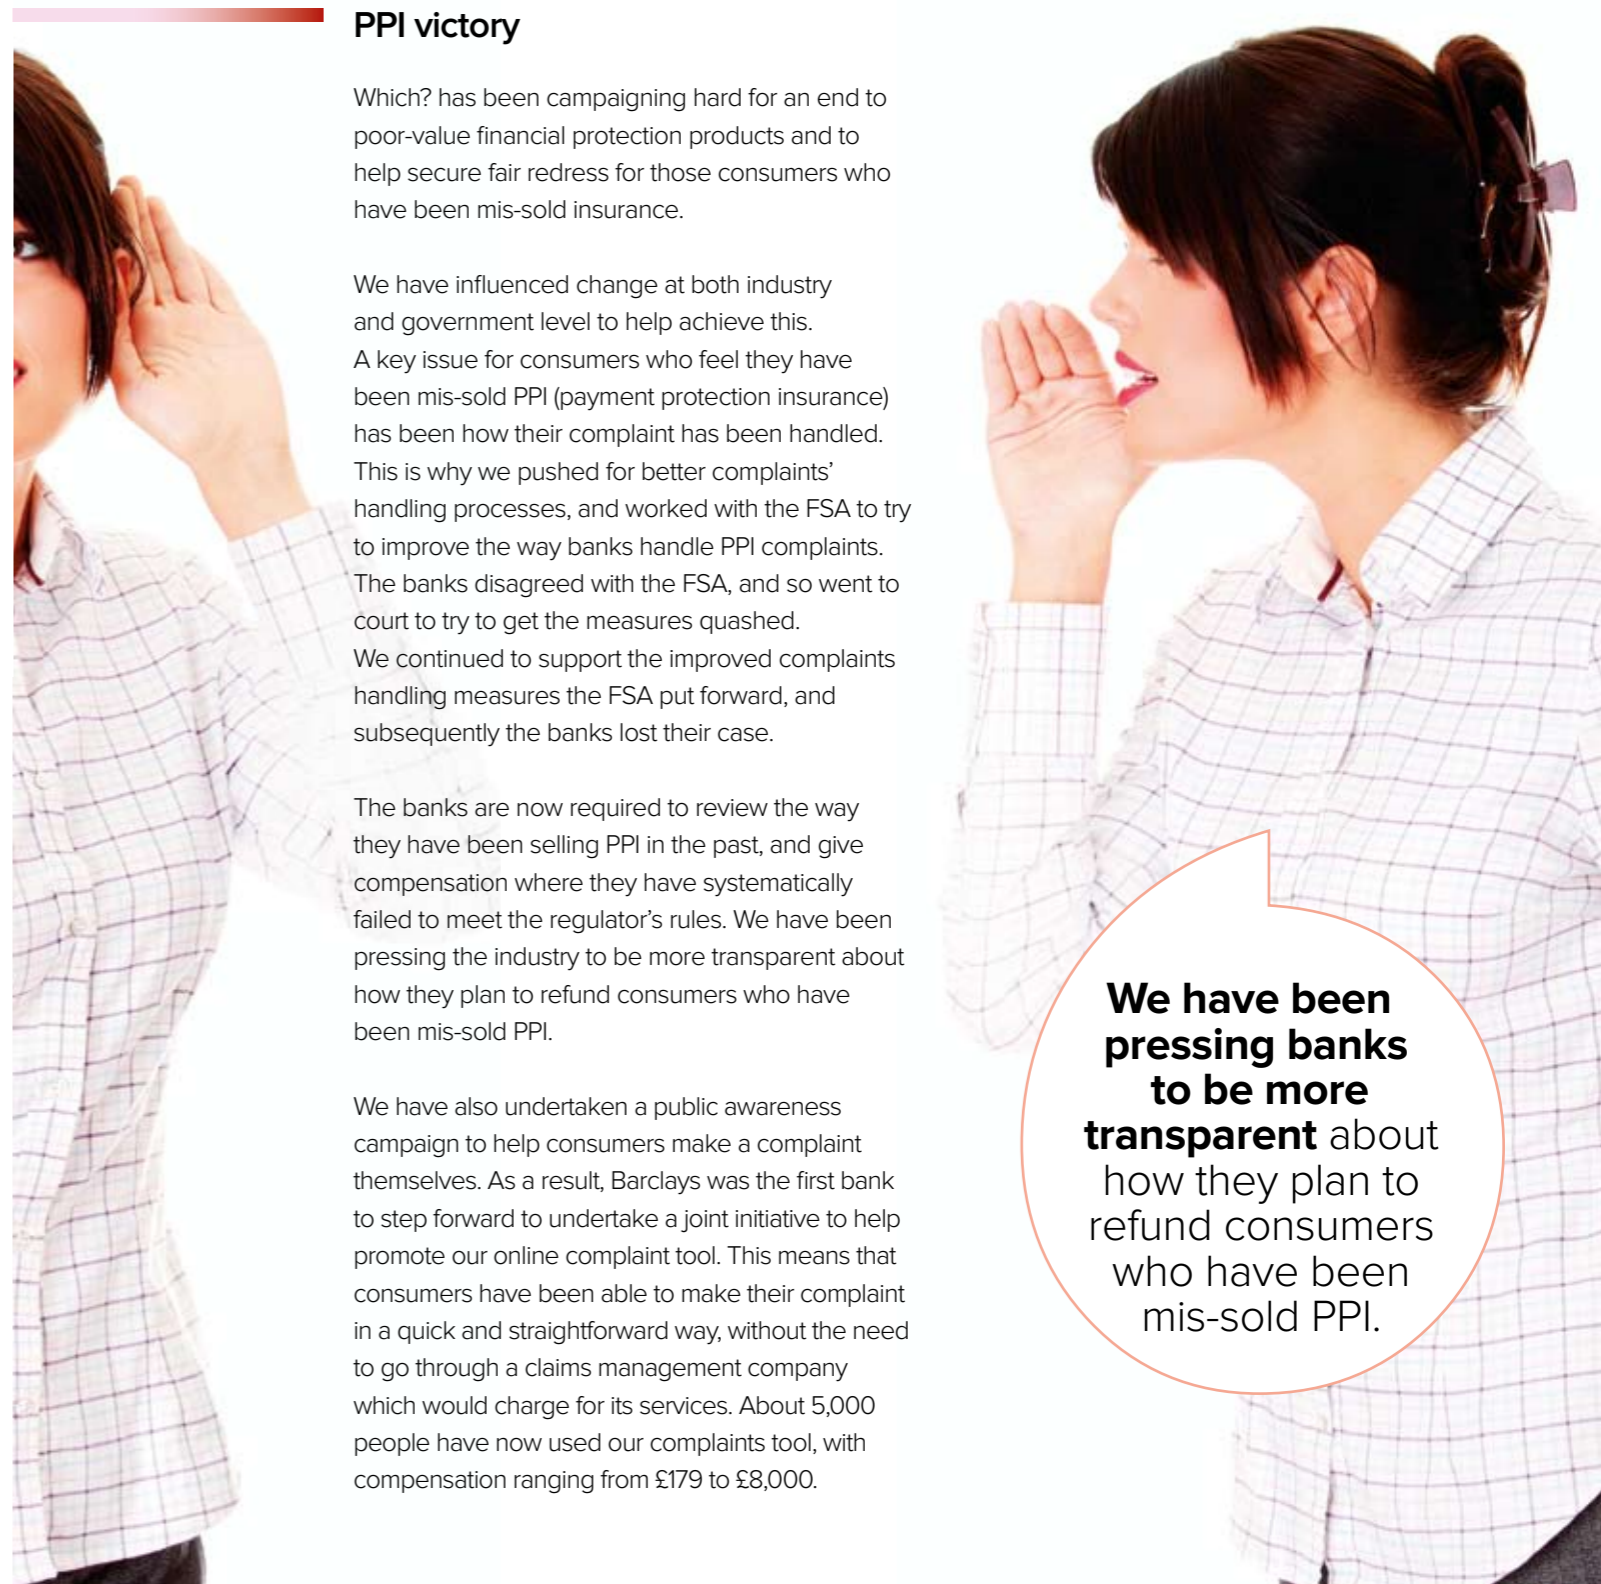 PPI victory
Which? has been campaigning hard for an end to
poor-value financial protection products and to
help secure fair redress for those consumers who
have been mis-sold insurance.
We have influenced change at both industry
and government level to help achieve this.
A key issue for consumers who feel they have
been mis-sold PPI (payment protection insurance)
has been how their complaint has been handled.
This is why we pushed for better complaints’
handling processes, and worked with the FSA to try
to improve the way banks handle PPI complaints.
The banks disagreed with the FSA, and so went to
court to try to get the measures quashed.
We continued to support the improved complaints
handling measures the FSA put forward, and
subsequently the banks lost their case.
The banks are now required to review the way
they have been selling PPI in the past, and give
compensation where they have systematically
failed to meet the regulator’s rules. We have been
pressing the industry to be more transparent about
how they plan to refund consumers who have
been mis-sold PPI.
We have also undertaken a public awareness
campaign to help consumers make a complaint
themselves. As a result, Barclays was the first bank
to step forward to undertake a joint initiative to help
promote our online complaint tool. This means that
consumers have been able to make their complaint
in a quick and straightforward way, without the need
to go through a claims management company
which would charge for its services. About 5,000
people have now used our complaints tool, with
compensation ranging from £179 to £8,000.
We have been
pressing banks
to be more
transparent about
how they plan to
refund consumers
who have been
mis-sold PPI.